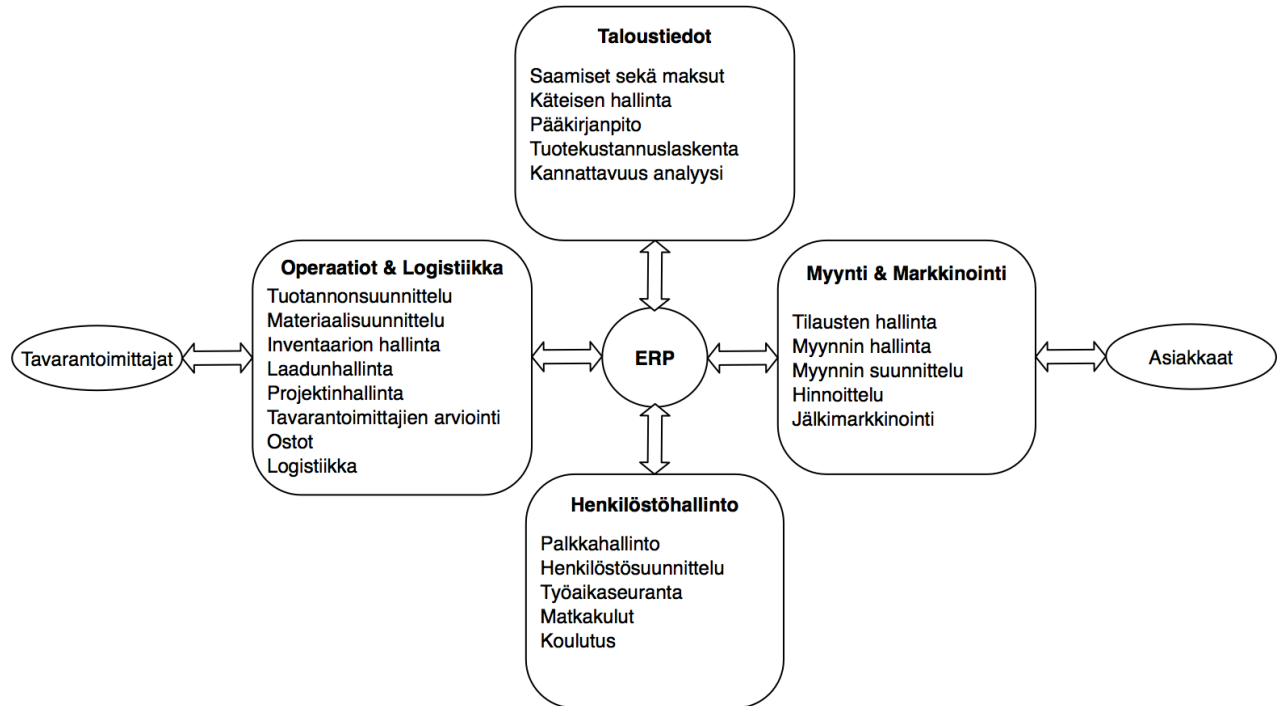 Taloustiedot
Saamiset sekä maksut
Käteisen hallinta
Pääkirjanpito
Tuotekustannuslaskenta
Kannattavuus analyysi
Tavarantoimittajat
Operaatiot & Logistiikka
Tuotannonsuunnittelu
Materiaalisuunnittelu
Inventaarion hallinta
Laadunhallinta
Projektinhallinta
Tavarantoimittajien arviointi
Ostot
Logistiikka
ERP
Myynti & Markkinointi
Tilausten hallinta
Myynnin hallinta
Myynnin suunnittelu
Hinnoittelu
Jälkimarkkinointi
Asiakkaat
Henkilöstöhallinto
Palkkahallinto
Henkilöstösuunnittelu
Työaikaseuranta
Matkakulut
Koulutus